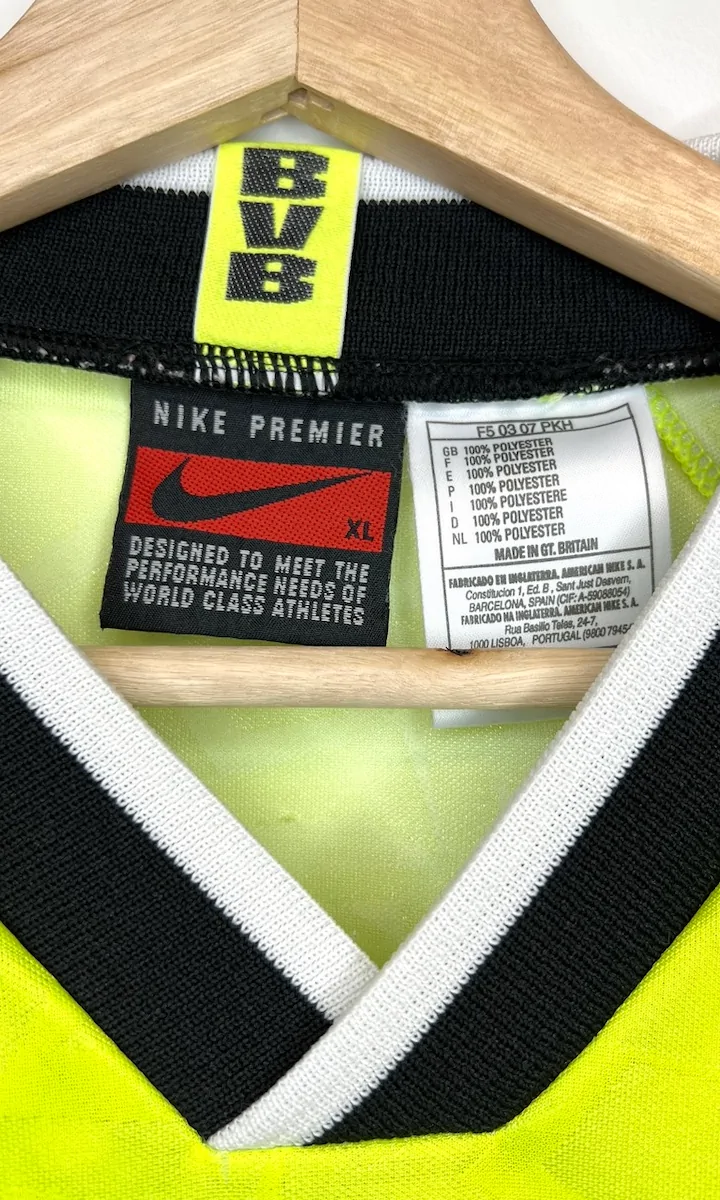 B
V
B
NIKE PREMIER
XL
DESIGNED TO MEET THE
PERFORMANCE NEEDS OF
WORLD CLASS ATHLETES
F5 03 07 PKH
GB 100% POLYESTER
F 100% POLYESTER
E 100% POLYESTER
P 100% POLYESTER
I 100% POLIESTERE
D 100% POLYESTER
NL 100% POLYESTER
MADE IN GT. BRITAIN
FABRICADO EN INGLATERRA. AMERICAN NIKE S. A.
Constitucion 1, Ed. B, Sant Just Desvern,
BARCELONA, SPAIN (CIF: A-59088054)
FABRICADO NA INGLATERRA. AMERICAN NIKE S. A.
Rua Basilio Teles, 24-7,
1000 LISBOA, PORTUGAL (9800